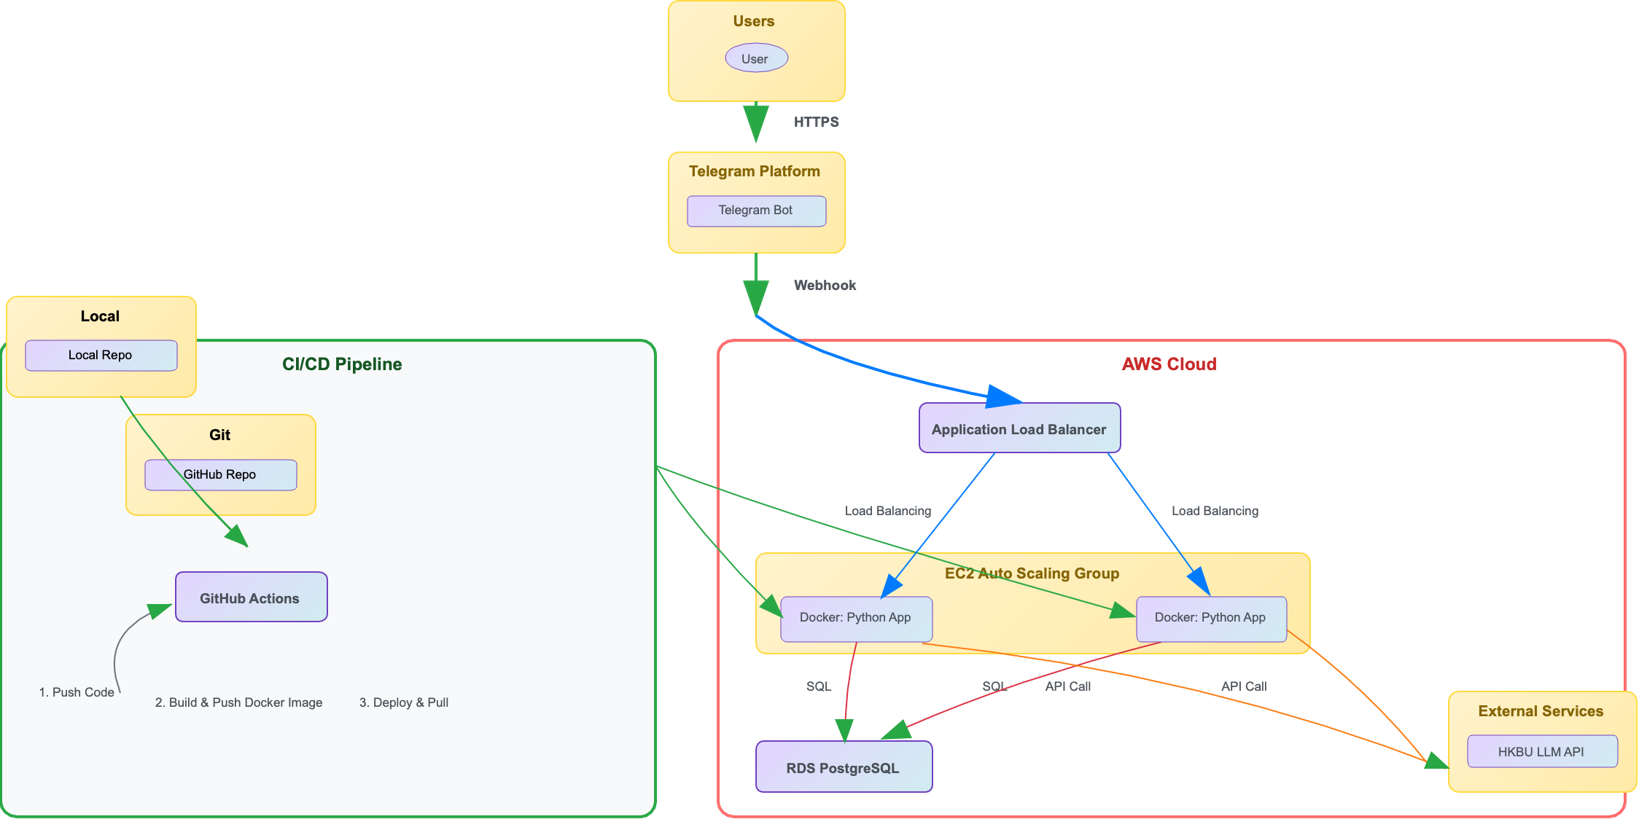 Users
User
HTTPS
Telegram Platform
Telegram Bot
Webhook
Local
Local Repo
CI/CD Pipeline
Git
GitHub Repo
GitHub Actions
1. Push Code
2. Build & Push Docker Image
3. Deploy & Pull
AWS Cloud
Application Load Balancer
Load Balancing
Load Balancing
EC2 Auto Scaling Group
Docker: Python App
Docker: Python App
SQL
SQL
API Call
API Call
RDS PostgreSQL
External Services
HKBU LLM API